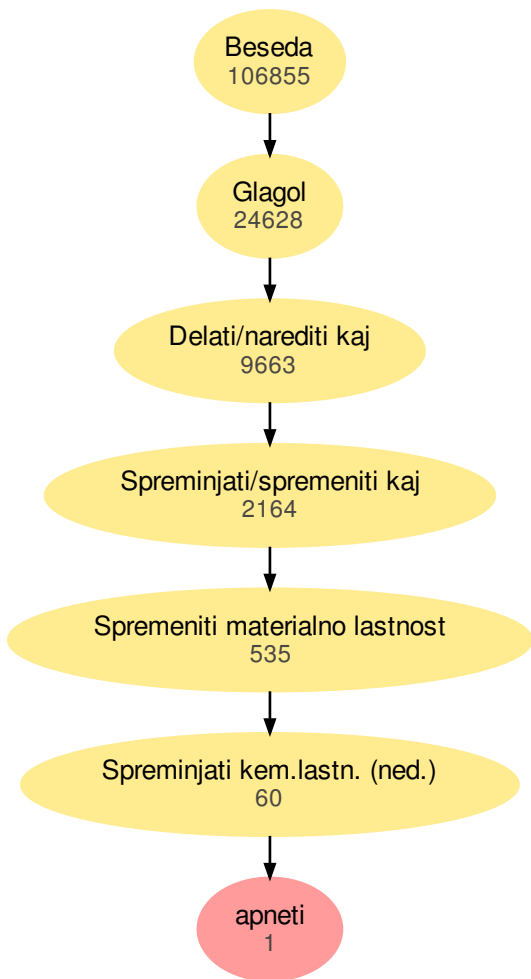 Beseda
106855
Glagol
24628
Delati/narediti kaj
9663
Spreminjati/spremeniti kaj
2164
Spremeniti materialno lastnost
535
Spreminjati kem.lastn. (ned.)
60
apneti
1